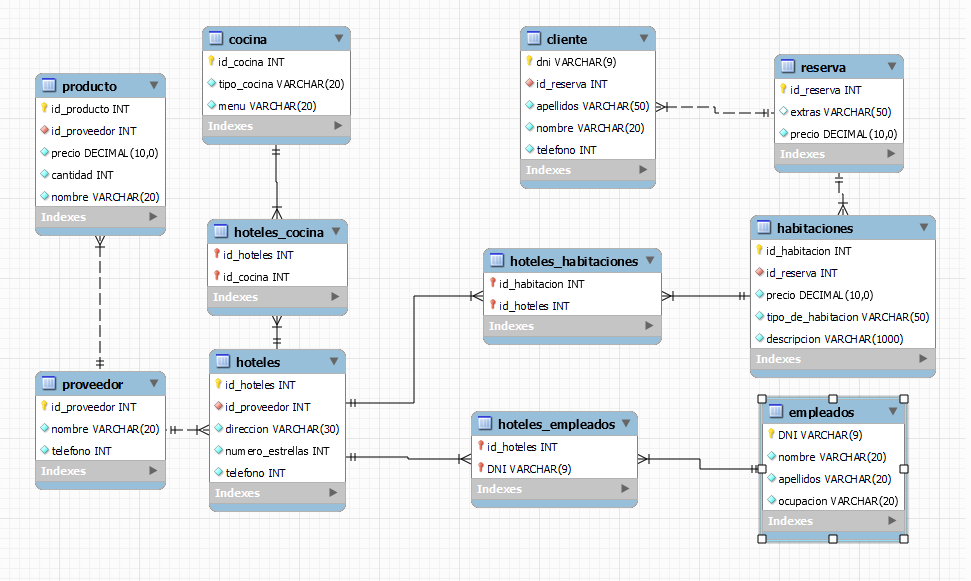 cocina
id_cocina INT
tipo_cocina VARCHAR(20)
menu VARCHAR(20)
Indexes
cliente
dni VARCHAR(9)
id_reserva INT
apellidos VARCHAR(50)
nombre VARCHAR(20)
telefono INT
Indexes
reserva
id_reserva INT
extras VARCHAR(50)
precio DECIMAL(10,0)
Indexes
producto
id_producto INT
id_proveedor INT
precio DECIMAL(10,0)
cantidad INT
nombre VARCHAR(20)
Indexes
hoteles_cocina
id_hoteles INT
id_cocina INT
Indexes
hoteles_habitaciones
id_habitacion INT
id_hoteles INT
Indexes
habitaciones
id_habitacion INT
id_reserva INT
precio DECIMAL(10,0)
tipo_de_habitacion VARCHAR(50)
descripcion VARCHAR(1000)
Indexes
proveedor
id_proveedor INT
nombre VARCHAR(20)
telefono INT
Indexes
hoteles
id_hoteles INT
id_proveedor INT
direccion VARCHAR(30)
numero_estrellas INT
telefono INT
Indexes
hoteles_empleados
id_hoteles INT
DNI VARCHAR(9)
Indexes
empleados
DNI VARCHAR(9)
nombre VARCHAR(20)
apellidos VARCHAR(20)
ocupacion VARCHAR(20)
Indexes